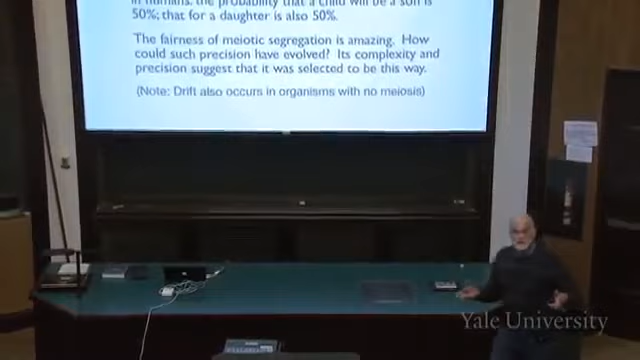 in humans, the probability that a child will be a son is
50%; that for a daughter is also 50%.
The fairness of meiotic segregation is amazing. How
could such precision have evolved? Its complexity and
precision suggest that it was selected to be this way.
(Note: Drift also occurs in organisms with no meiosis)
Yale University